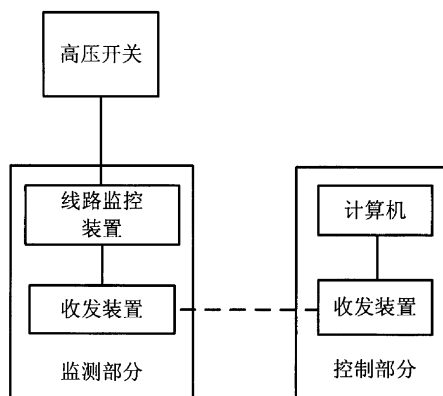 高压开关
线路监控
装置
收发装置
监测部分
计算机
收发装置
控制部分